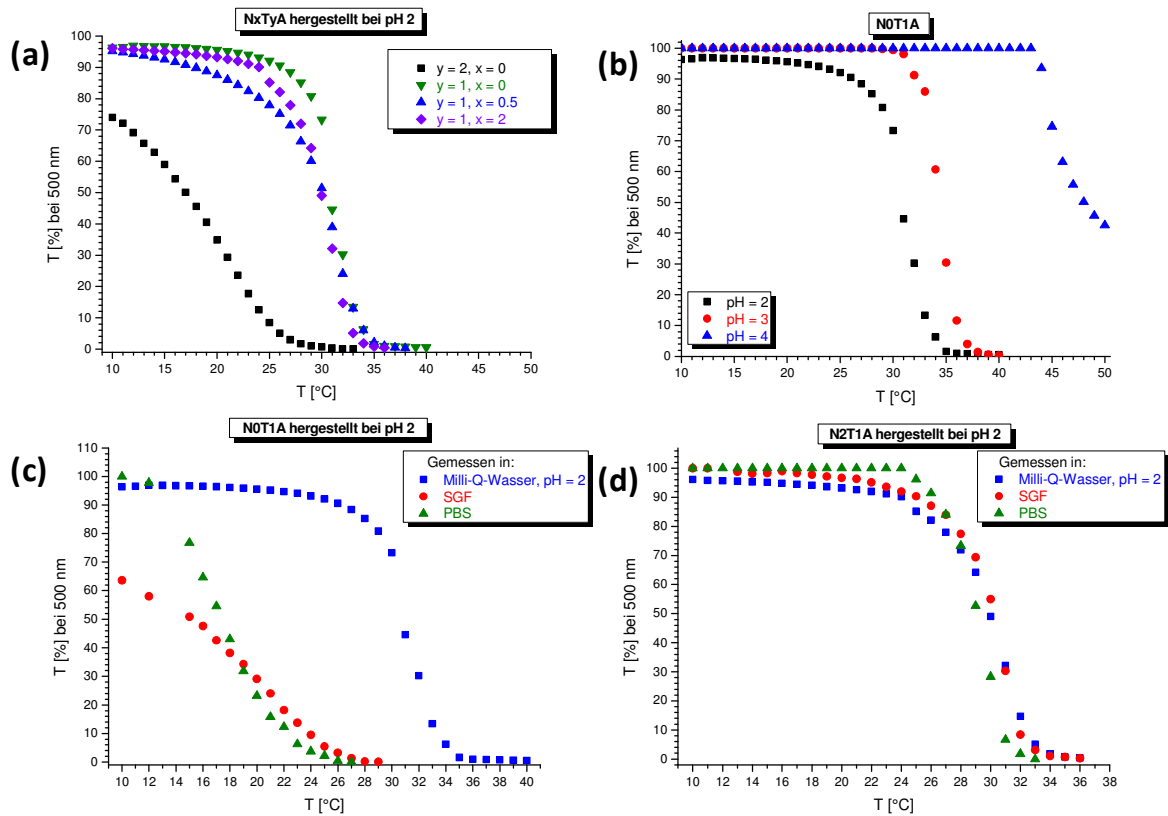 (a)
NxTyA hergestellt bei pH 2
T [%] bei 500 nm
100
90
80
70
60
50
40
30
20
10
0
y = 2, x = 0
y = 1, x = 0
y = 1, x = 0.5
y = 1, x = 2
10 15 20 25 30 35 40 45 50
T [°C]
(b)
N0T1A
T [%] bei 500 nm
100
90
80
70
60
50
40
30
20
10
0
pH = 2
pH = 3
pH = 4
10 15 20 25 30 35 40 45 50
T [°C]
(c)
N0T1A hergestellt bei pH 2
T [%] bei 500 nm
110
100
90
80
70
60
50
40
30
20
10
0
Gemessen in:
Milli-Q-Wasser, pH = 2
SGF
PBS
10 12 14 16 18 20 22 24 26 28 30 32 34 36 38 40
T [°C]
(d)
N2T1A hergestellt bei pH 2
T [%] bei 500 nm
100
90
80
70
60
50
40
30
20
10
0
Gemessen in:
Milli-Q-Wasser, pH = 2
SGF
PBS
10 12 14 16 18 20 22 24 26 28 30 32 34 36 38
T [°C]